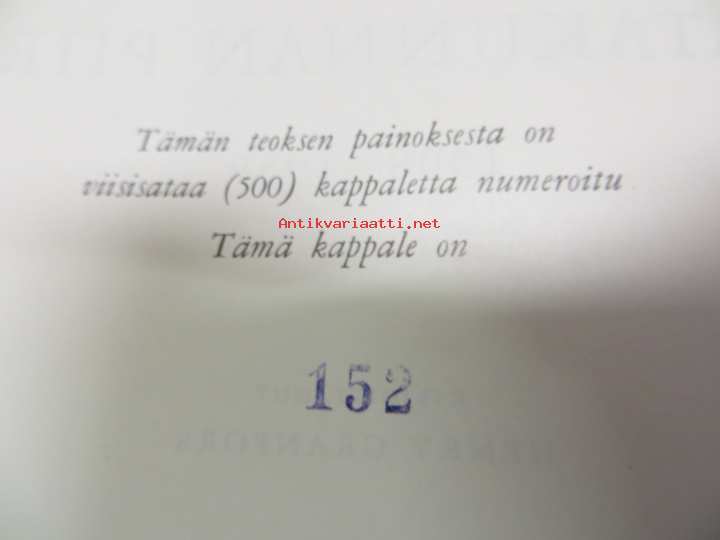 Tämän teoksen painoksesta on
viisisataa (500) kappaletta numeroitu
Antikvariaatti.net
Tämä kappale on
152